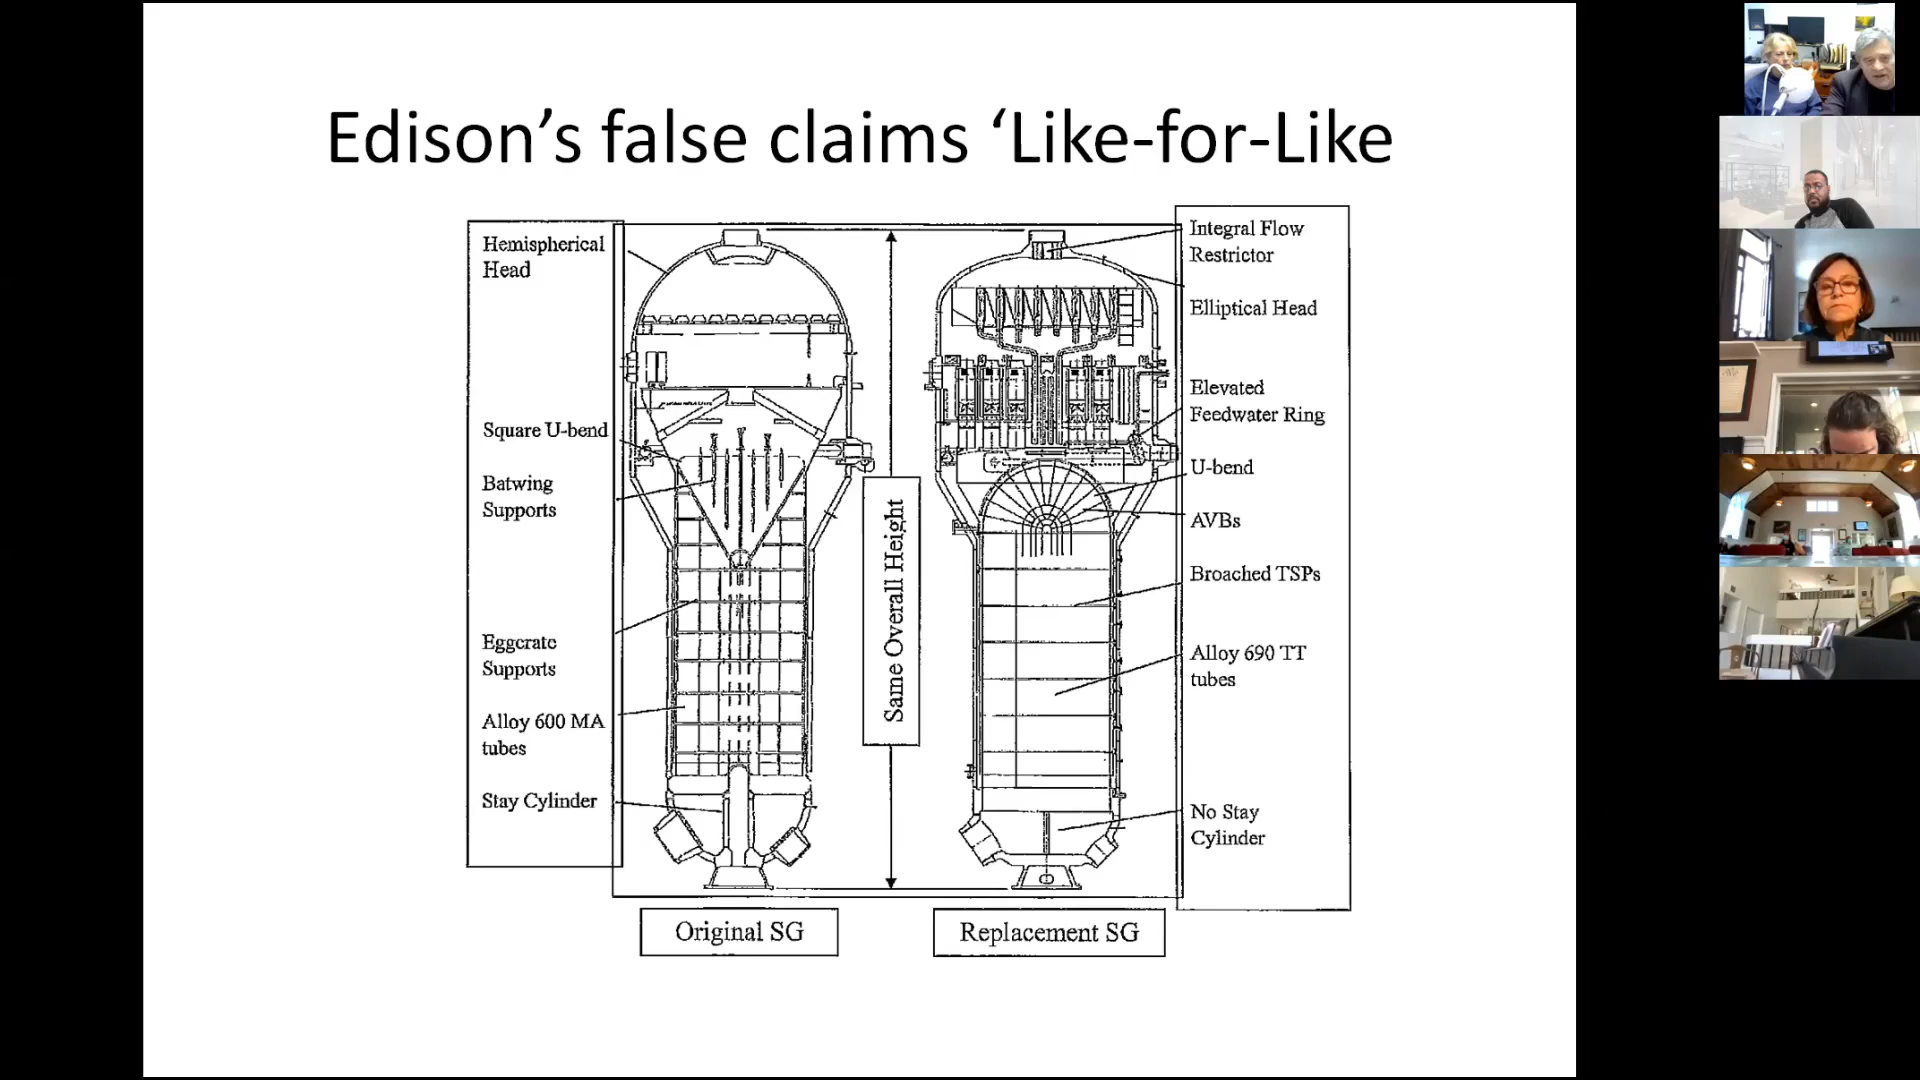 Edison’s false claims ‘Like-for-Like
Hemispherical
Head
Square U-bend
Batwing
Supports
Eggcrate
Supports
Alloy 600 MA
tubes
Stay Cylinder
Same Overall Height
Integral Flow
Restrictor
Elliptical Head
Elevated
Feedwater Ring
U-bend
AVBs
Broached TSPs
Alloy 690 TT
tubes
No Stay
Cylinder
Original SG
Replacement SG